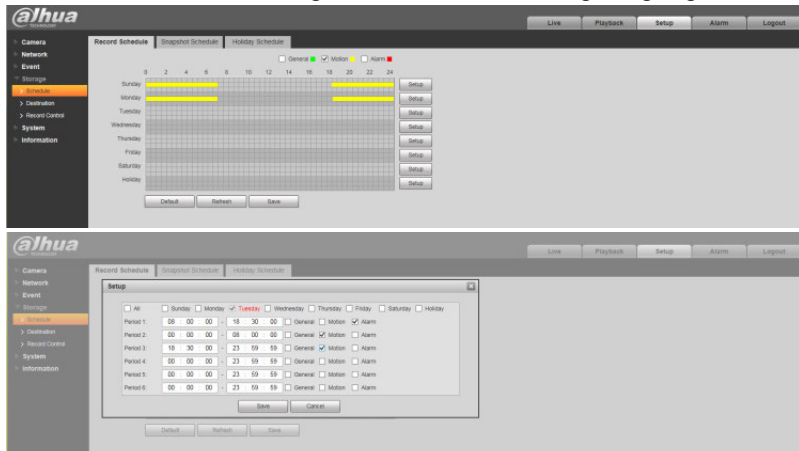 alhua
TECHNOLOGY
Live Playback Setup Alarm Logout
Camera
Network
Event
Storage
Schedule
Destination
Record Control
System
Information
Record Schedule Snapshot Schedule Holiday Schedule
General Motion Alarm
0 2 4 6 8 10 12 14 16 18 20 22 24
Sunday Setup
Monday Setup
Tuesday Setup
Wednesday Setup
Thursday Setup
Friday Setup
Saturday Setup
Holiday Setup
Default Refresh Save
alhua
TECHNOLOGY
Live Playback Setup Alarm Logout
Camera
Network
Event
Storage
Schedule
Destination
Record Control
System
Information
Record Schedule Snapshot Schedule Holiday Schedule
Setup
All Sunday Monday Tuesday Wednesday Thursday Friday Saturday Holiday
Period 1: 08 : 00 : 00 - 18 : 30 : 00 General Motion Alarm
Period 2: 00 : 00 : 00 - 08 : 00 : 00 General Motion Alarm
Period 3: 18 : 30 : 00 - 23 : 59 : 59 General Motion Alarm
Period 4: 00 : 00 : 00 - 23 : 59 : 59 General Motion Alarm
Period 5: 00 : 00 : 00 - 23 : 59 : 59 General Motion Alarm
Period 6: 00 : 00 : 00 - 23 : 59 : 59 General Motion Alarm
Save Cancel
Default Refresh Save